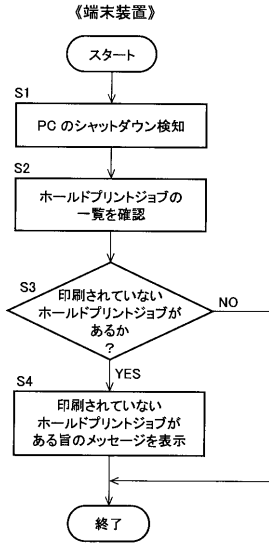 《端末装置》
スタート
S1
PCのシャットダウン検知
S2
ホールドプリントジョブの
一覧を確認
S3
印刷されていない
ホールドプリントジョブが
あるか
?
NO
YES
S4
印刷されていない
ホールドプリントジョブが
ある旨のメッセージを表示
終了